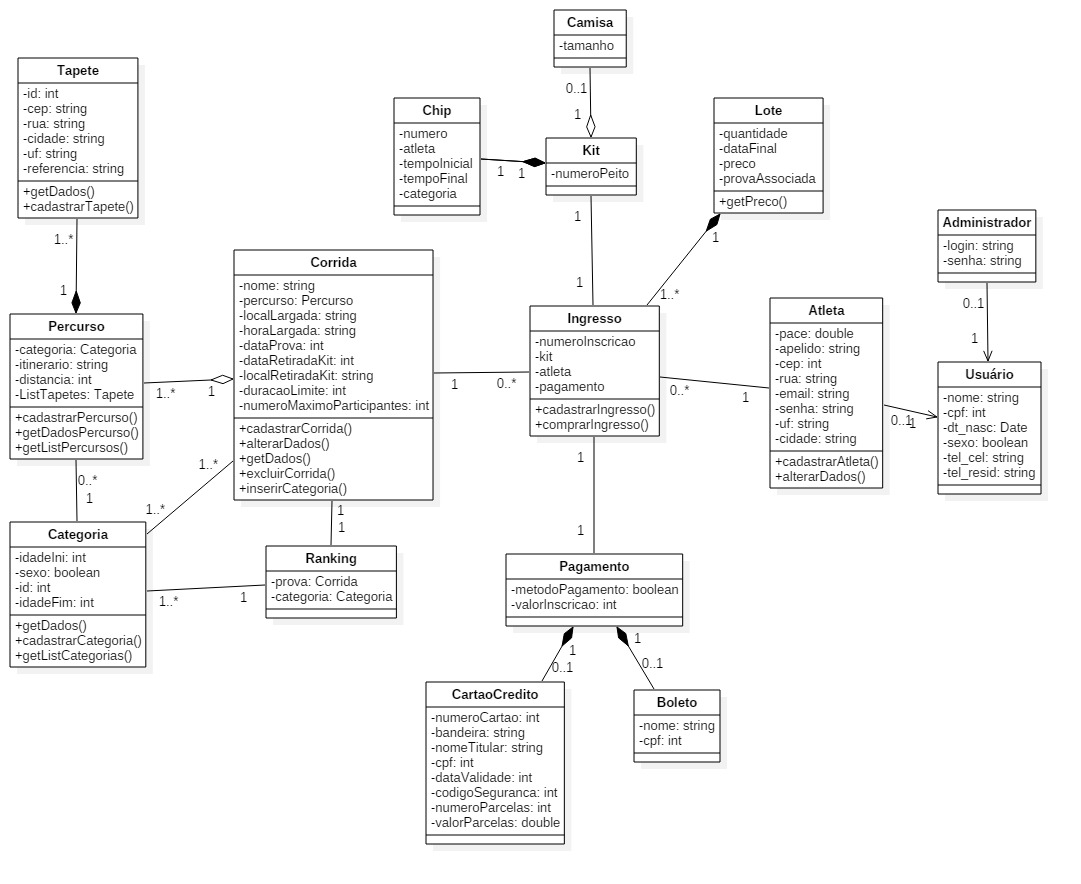 Camisa
-tamanho
0..1
1
Tapete
-id: int
-cep: string
-rua: string
-cidade: string
-uf: string
-referencia: string
+getDados()
+cadastrarTapete()
1..*
1
Chip
-numero
-atleta
-tempoInicial
-tempoFinal
-categoria
1
1
Kit
-numeroPeito
1
1
Lote
-quantidade
-dataFinal
-preco
-provaAssociada
+getPreco()
1
1..*
Administrador
-login: string
-senha: string
0..1
1
Corrida
-nome: string
-percurso: Percurso
-localLargada: string
-horaLargada: string
-dataProva: int
-dataRetiradaKit: int
-localRetiradaKit: string
-duracaoLimite: int
-numeroMaximoParticipantes: int
+cadastrarCorrida()
+alterarDados()
+getDados()
+excluirCorrida()
+inserirCategoria()
1
0..*
Percurso
-categoria: Categoria
-itinerario: string
-distancia: int
-ListTapetes: Tapete
+cadastrarPercurso()
+getDadosPercurso()
+getListPercursos()
1..*
1
0..*
1
1..*
1..*
Ingresso
-numeroInscricao
-kit
-atleta
-pagamento
+cadastrarIngresso()
+comprarIngresso()
0..*
1
1
1
Atleta
-pace: double
-apelido: string
-cep: int
-rua: string
-email: string
-senha: string
-uf: string
-cidade: string
+cadastrarAtleta()
+alterarDados()
0..1
1
Usuário
-nome: string
-cpf: int
-dt_nasc: Date
-sexo: boolean
-tel_cel: string
-tel_resid: string
Categoria
-idadeIni: int
-sexo: boolean
-id: int
-idadeFim: int
+getDados()
+cadastrarCategoria()
+getListCategorias()
1..*
1
1
1
Ranking
-prova: Corrida
-categoria: Categoria
Pagamento
-metodoPagamento: boolean
-valorInscricao: int
1
0..1
1
0..1
CartaoCredito
-numeroCartao: int
-bandeira: string
-nomeTitular: string
-cpf: int
-dataValidade: int
-codigoSeguranca: int
-numeroParcelas: int
-valorParcelas: double
Boleto
-nome: string
-cpf: int